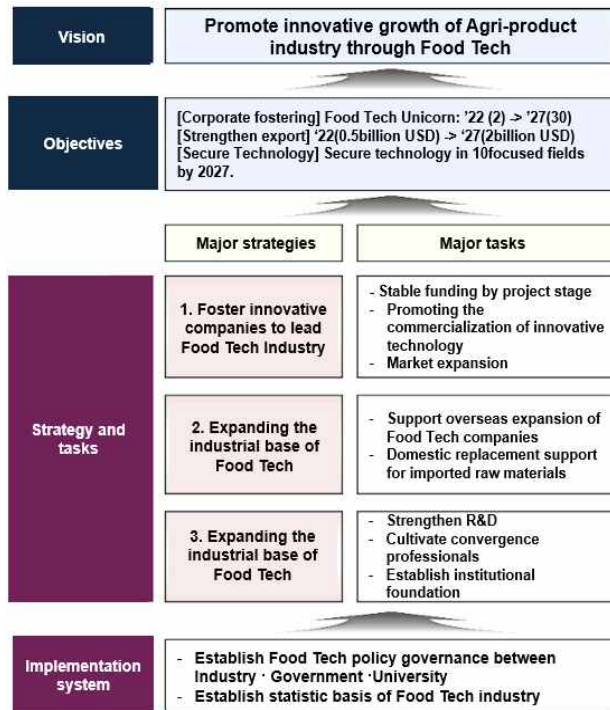 Vision
Promote innovative growth of Agri-product
industry through Food Tech
Objectives
[Corporate fostering] Food Tech Unicorn: '22 (2) -> '27(30)
[Strengthen export] ‘22(0.5billion USD) -> ‘27(2billion USD)
[Secure Technology] Secure technology in 10focused fields
by 2027.
Major strategies
Major tasks
Strategy and
tasks
1. Foster innovative
companies to lead
Food Tech Industry
- Stable funding by project stage
- Promoting the
commercialization of innovative
technology
- Market expansion
2. Expanding the
industrial base of
Food Tech
- Support overseas expansion of
Food Tech companies
- Domestic replacement support
for imported raw materials
3. Expanding the
industrial base of
Food Tech
- Strengthen R&D
- Cultivate convergence
professionals
- Establish institutional
foundation
Implementation
system
- Establish Food Tech policy governance between
Industry · Government ·University
- Establish statistic basis of Food Tech industry